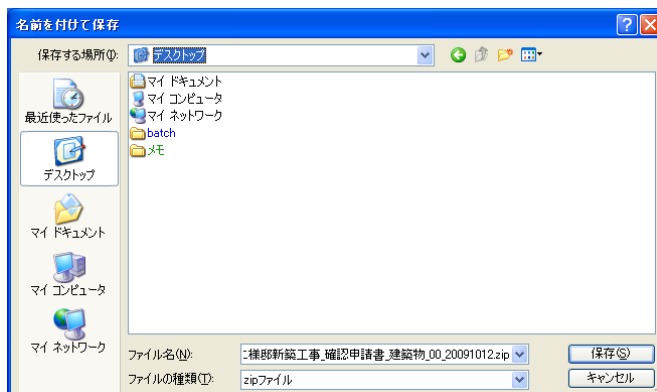 名前を付けて保存
保存する場所(I):
デスクトップ
マイ ドキュメント
マイ コンピュータ
マイ ネットワーク
batch
メモ
最近使ったファイル
デスクトップ
マイ ドキュメント
マイ コンピュータ
マイ ネットワーク
ファイル名(N):
様邸新築工事_確認申請書_建築物_00_20091012.zip
保存(S)
ファイルの種類(T):
zipファイル
キャンセル